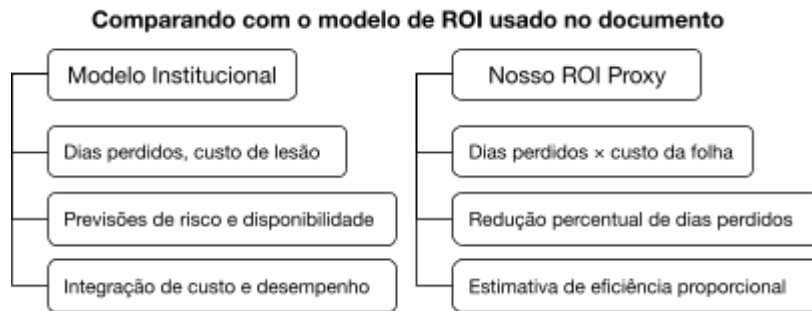 Comparando com o modelo de ROI usado no documento
Modelo Institucional
Dias perdidos, custo de lesão
Previsões de risco e disponibilidade
Integração de custo e desempenho
Nosso ROI Proxy
Dias perdidos × custo da folha
Redução percentual de dias perdidos
Estimativa de eficiência proporcional